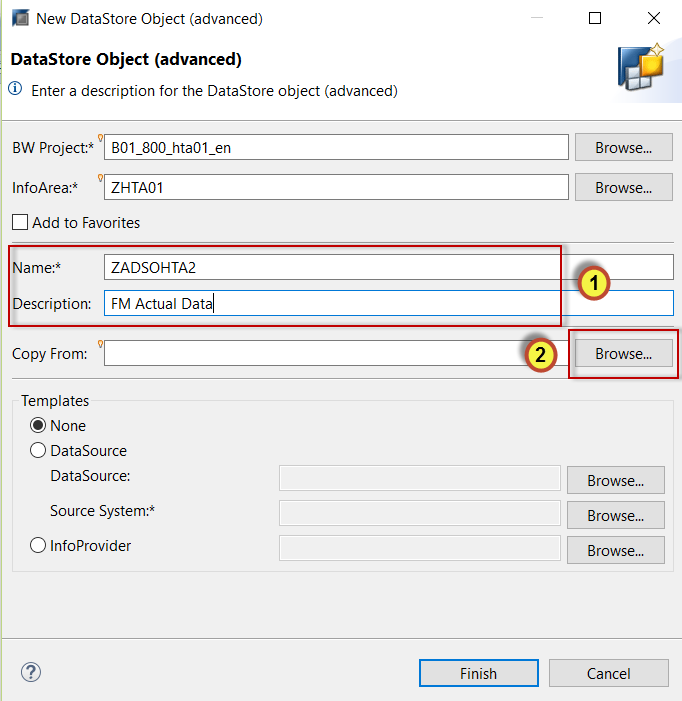 New DataStore Object (advanced)
DataStore Object (advanced)
Enter a description for the DataStore object (advanced)
BW Project:* B01_800_hta01_en Browse...
InfoArea:* ZHTA01 Browse...
Add to Favorites
Name:* ZADSOHTA2
1
Description: FM Actual Data
Copy From: 2 Browse...
Templates
None
DataSource
DataSource: Browse...
Source System:* Browse...
InfoProvider Browse...
? Finish Cancel